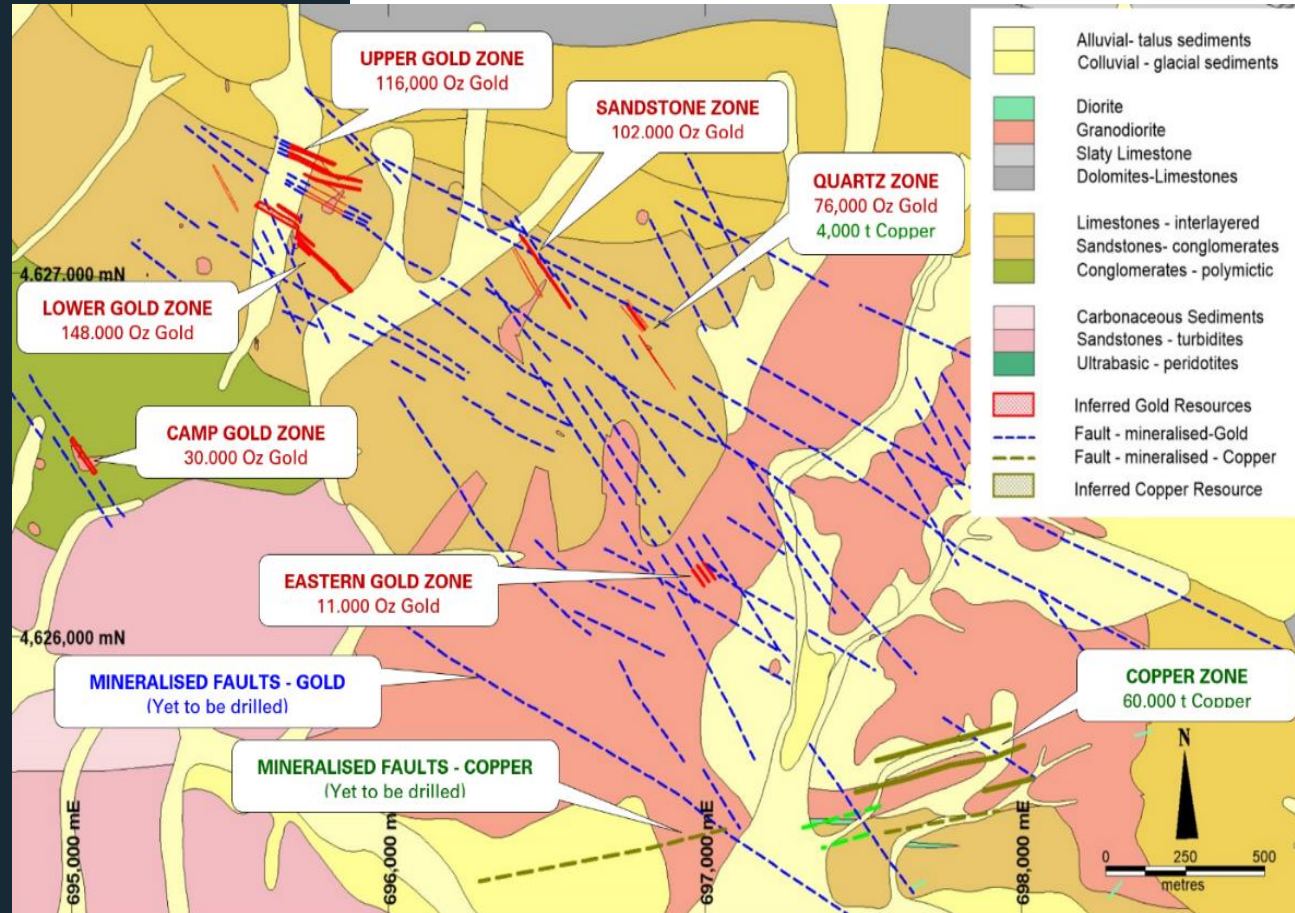 UPPER GOLD ZONE
116,000 Oz Gold
SANDSTONE ZONE
102.000 Oz Gold
QUARTZ ZONE
76,000 Oz Gold
4,000 t Copper
4.627.000 mN
LOWER GOLD ZONE
148.000 Oz Gold
CAMP GOLD ZONE
30.000 Oz Gold
EASTERN GOLD ZONE
11.000 Oz Gold
4,626,000 mN
MINERALISED FAULTS - GOLD
(Yet to be drilled)
COPPER ZONE
60.000 t Copper
MINERALISED FAULTS - COPPER
(Yet to be drilled)
695,000 mE
696,000 mE
697,000 mE
698,000 mE
N
0 250 500
metres
Alluvial- talus sediments
Colluvial - glacial sediments
Diorite
Granodiorite
Slaty Limestone
Dolomites-Limestones
Limestones - interlayered
Sandstones- conglomerates
Conglomerates - polymictic
Carbonaceous Sediments
Sandstones - turbidites
Ultrabasic - peridotites
Inferred Gold Resources
Fault - mineralised-Gold
Fault - mineralised - Copper
Inferred Copper Resource